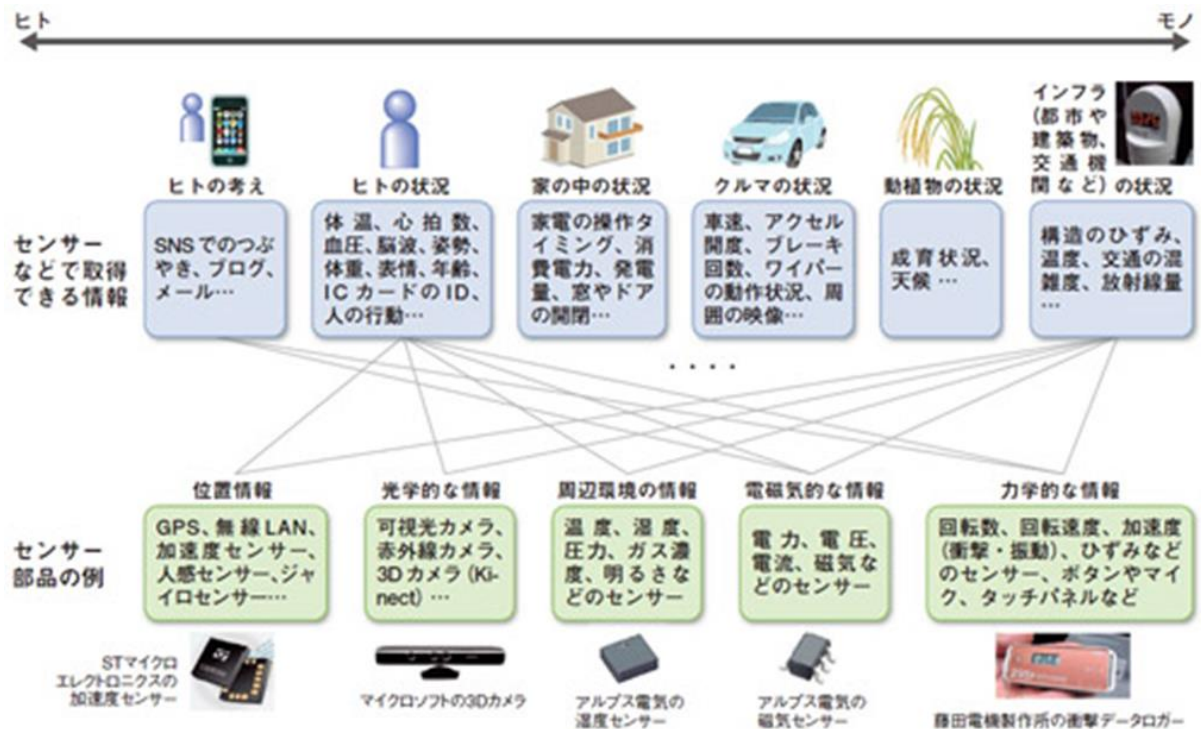 ヒト
モノ
インフラ
(都市や
建築物、
交通機
関など)
ヒトの考え
ヒトの状況
家の中の状況
クルマの状況
動植物の状況
の状況
センサー
などで取得
できる情報
SNSでのつぶ
やき、ブログ、
メール…
体温、心拍数、
血圧、脳波、姿勢、
体重、表情、年齢、
ICカードのID、
人の行動…
家電の操作タ
イミング、消
費電力、発電
量、窓やドア
の開閉…
車速、アクセル
開度、ブレーキ
回数、ワイパー
の動作状況、周
囲の映像…
成育状況、
天候…
構造のひずみ、
温度、交通の混
雑度、放射線量
…
・・・・
位置情報
光学的な情報
周辺環境の情報
電磁気的な情報
力学的な情報
センサー
部品の例
GPS、無線LAN、
加速度センサー、
人感センサー、ジャ
イロセンサー…
可視光カメラ、
赤外線カメラ、
3Dカメラ(Ki-
nect)…
温度、湿度、
圧力、ガス濃
度、明るさな
どのセンサー
電力、電圧、
電流、磁気な
どのセンサー
回転数、回転速度、加速度
(衝撃・振動)、ひずみなど
のセンサー、ボタンやマイ
ク、タッチパネルなど
STマイクロ
エレクトロニクスの
加速度センサー
マイクロソフトの3Dカメラ
アルプス電気の
湿度センサー
アルプス電気の
磁気センサー
藤田電機製作所の衝撃データロガー